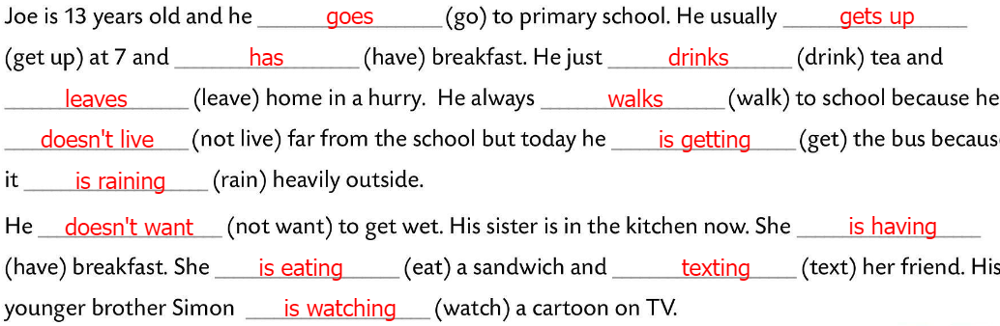 Joe is 13 years old and he goes (go) to primary school. He usually gets up
(get up) at 7 and has (have) breakfast. He just drinks (drink) tea and
leaves (leave) home in a hurry. He always walks (walk) to school because he
doesn't live (not live) far from the school but today he is getting (get) the bus becaus
it is raining (rain) heavily outside.
He doesn't want (not want) to get wet. His sister is in the kitchen now. She is having
(have) breakfast. She is eating (eat) a sandwich and texting (text) her friend. His
younger brother Simon is watching (watch) a cartoon on TV.